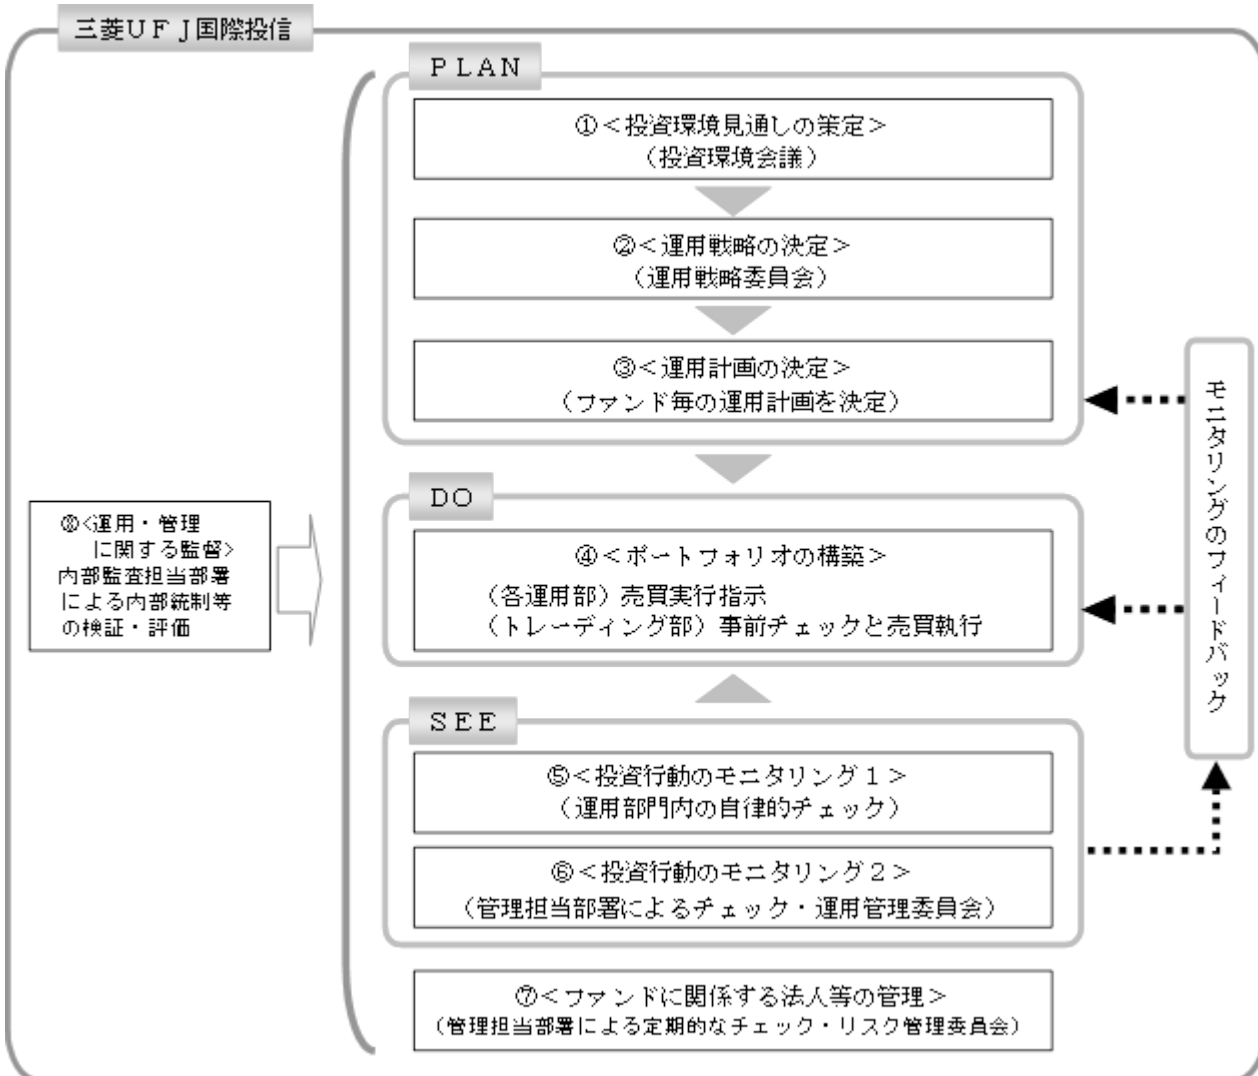 三菱ＵＦＪ国際投信
ＰＬＡＮ
①＜投資環境見通しの策定＞
（投資環境会議）
②＜運用戦略の決定＞
（運用戦略委員会）
③＜運用計画の決定＞
（ファンド毎の運用計画を決定）
ＤＯ
④＜ポートフォリオの構築＞
（各運用部）売買実行指示
（トレーディング部）事前チェックと売買執行
ＳＥＥ
⑤＜投資行動のモニタリング１＞
（運用部門内の自律的チェック）
⑥＜投資行動のモニタリング２＞
（管理担当部署によるチェック・運用管理委員会）
⑦＜ファンドに関係する法人等の管理＞
（管理担当部署による定期的なチェック・リスク管理委員会）
⑧<運用・管理
に関する監督>
内部監査担当部署
による内部統制等
の検証・評価
モニタリングのフィードバック